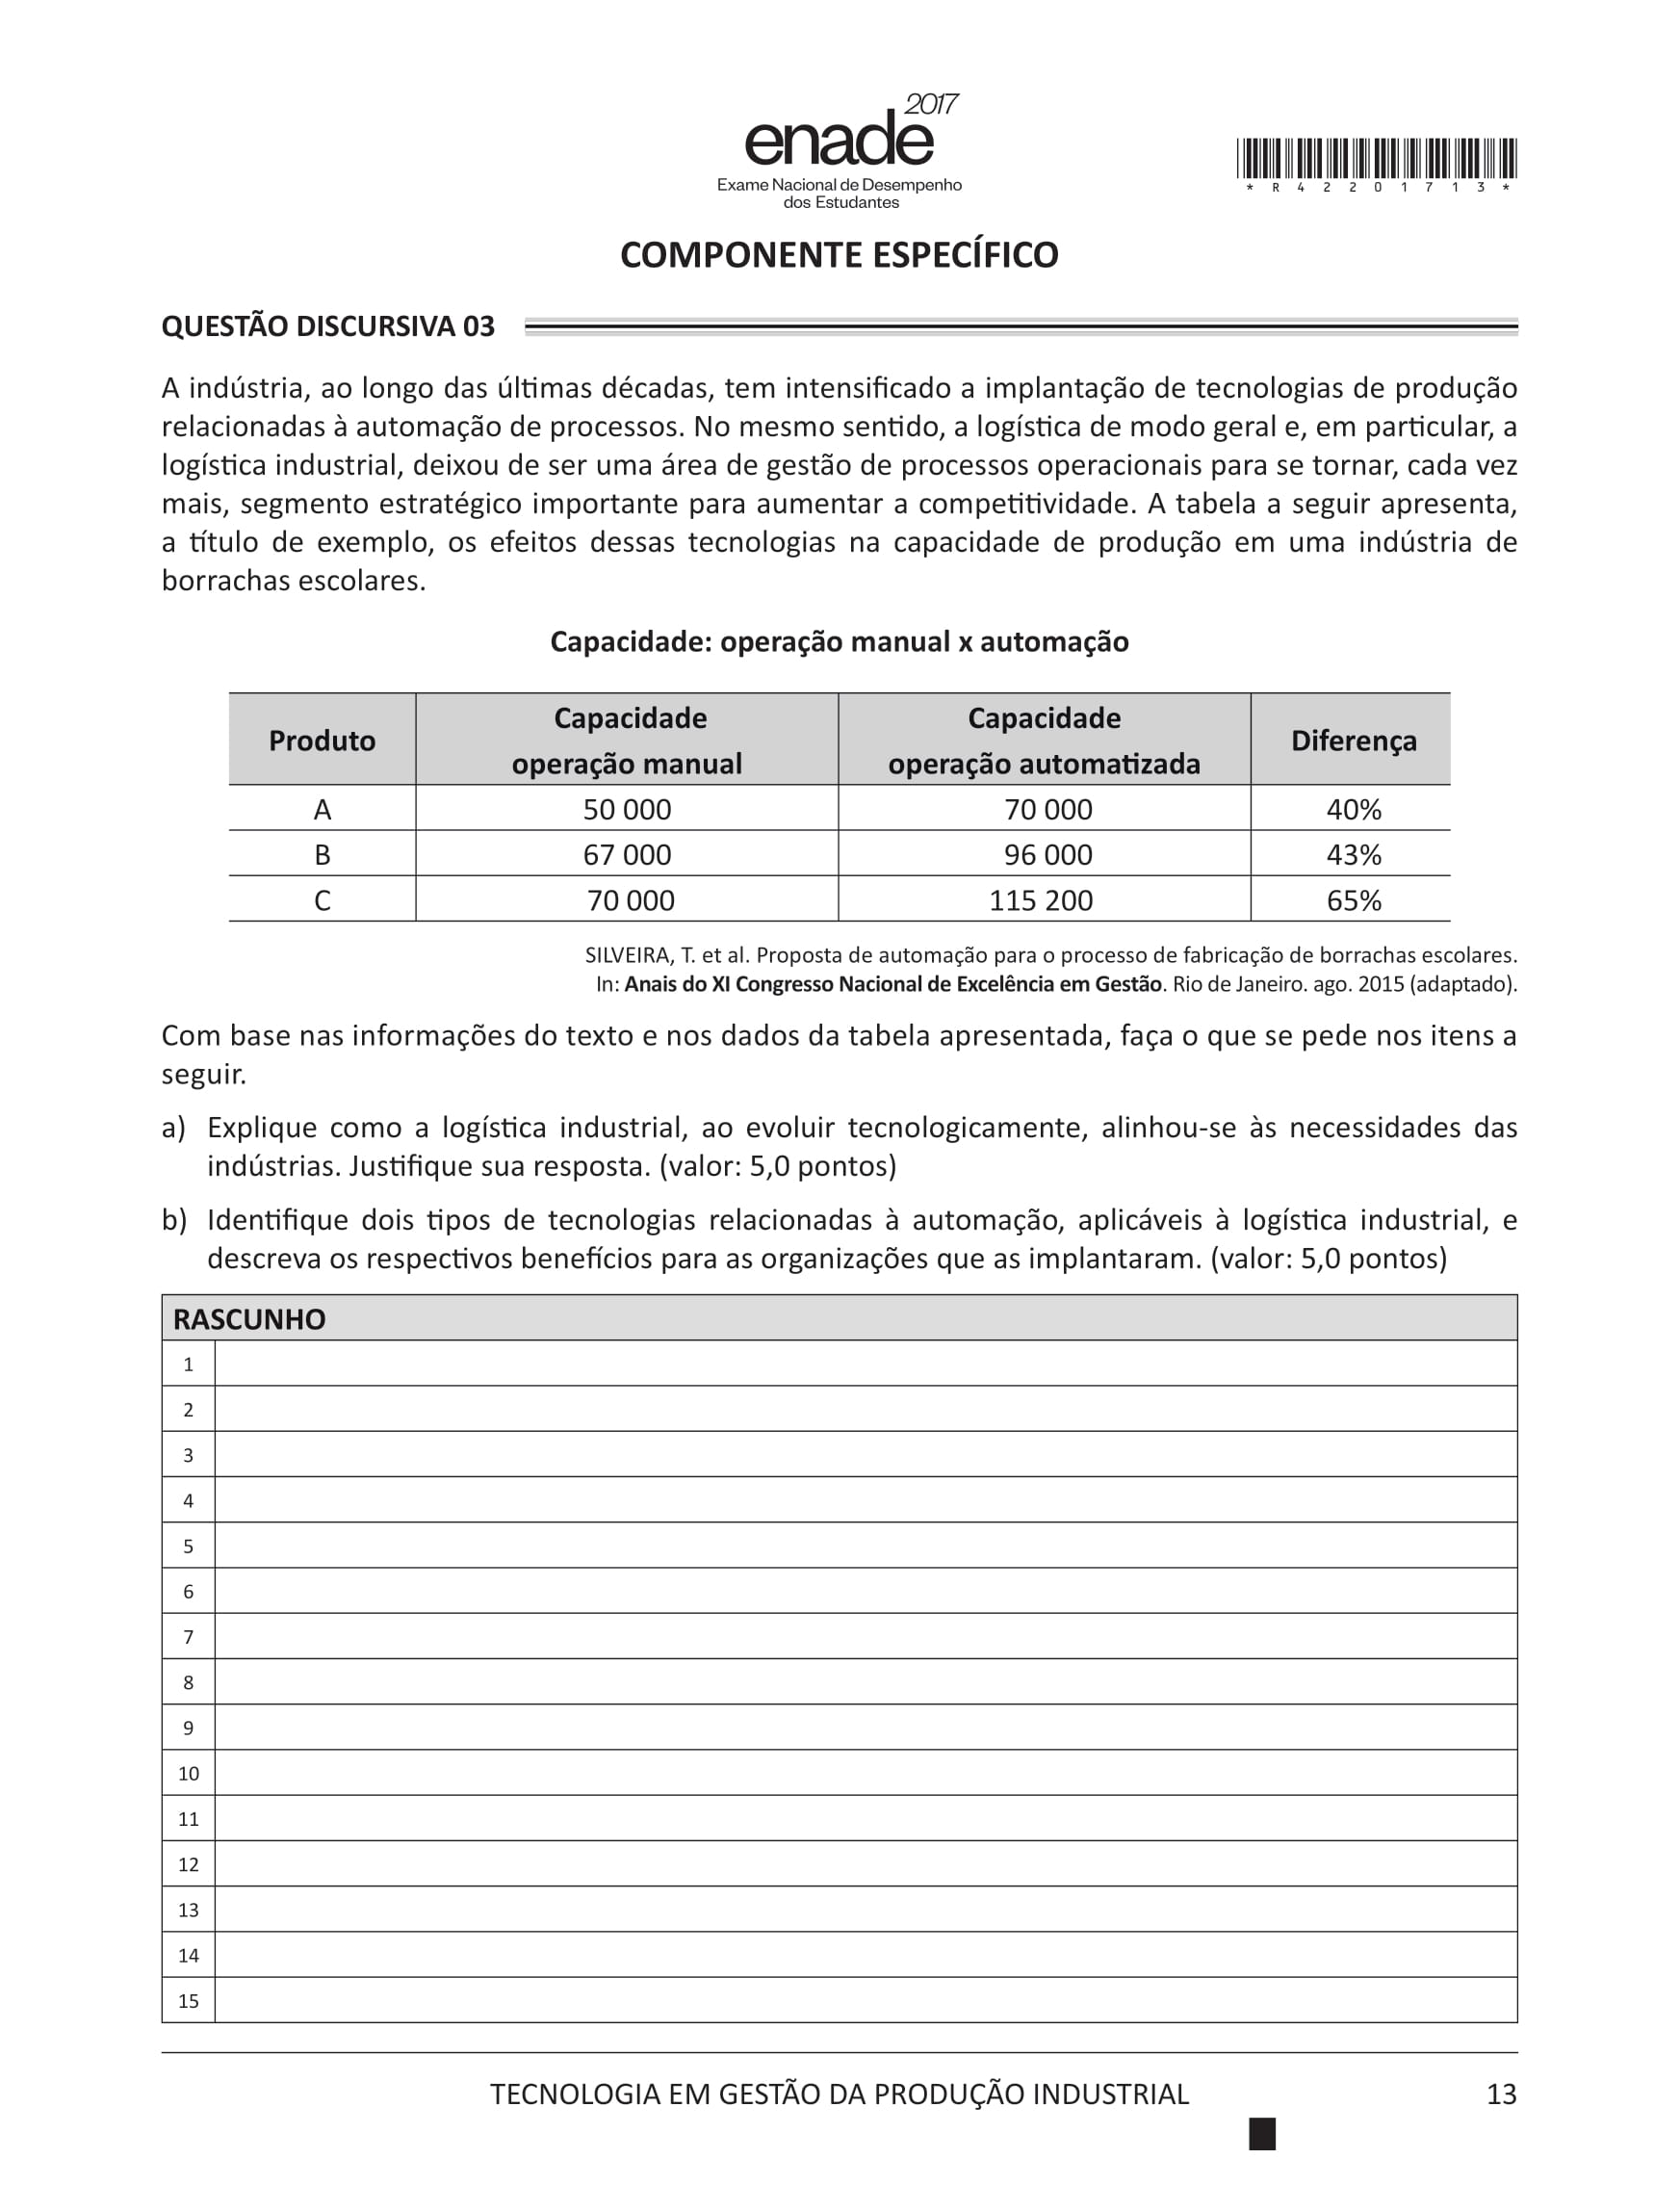 2017
enade
Exame Nacional de Desempenho
dos Estudantes
* R 4 2 2 0 1 7 1 3 *
COMPONENTE ESPECÍFICO
QUESTÃO DISCURSIVA 03
A indústria, ao longo das últimas décadas, tem intensificado a implantação de tecnologias de produção
relacionadas à automação de processos. No mesmo sentido, a logística de modo geral e, em particular, a
logística industrial, deixou de ser uma área de gestão de processos operacionais para se tornar, cada vez
mais, segmento estratégico importante para aumentar a competitividade. A tabela a seguir apresenta,
a título de exemplo, os efeitos dessas tecnologias na capacidade de produção em uma indústria de
borrachas escolares.
Capacidade: operação manual x automação
Produto Capacidade operação manual Capacidade operação automatizada Diferença
A 50 000 70 000 40%
B 67 000 96 000 43%
C 70 000 115 200 65%
SILVEIRA, T. et al. Proposta de automação para o processo de fabricação de borrachas escolares.
In: Anais do XI Congresso Nacional de Excelência em Gestão. Rio de Janeiro. ago. 2015 (adaptado).
Com base nas informações do texto e nos dados da tabela apresentada, faça o que se pede nos itens a
seguir.
a) Explique como a logística industrial, ao evoluir tecnologicamente, alinhou-se às necessidades das
indústrias. Justifique sua resposta. (valor: 5,0 pontos)
b) Identifique dois tipos de tecnologias relacionadas à automação, aplicáveis à logística industrial, e
descreva os respectivos benefícios para as organizações que as implantaram. (valor: 5,0 pontos)
RASCUNHO
1
2
3
4
5
6
7
8
9
10
11
12
13
14
15
TECNOLOGIA EM GESTÃO DA PRODUÇÃO INDUSTRIAL 13